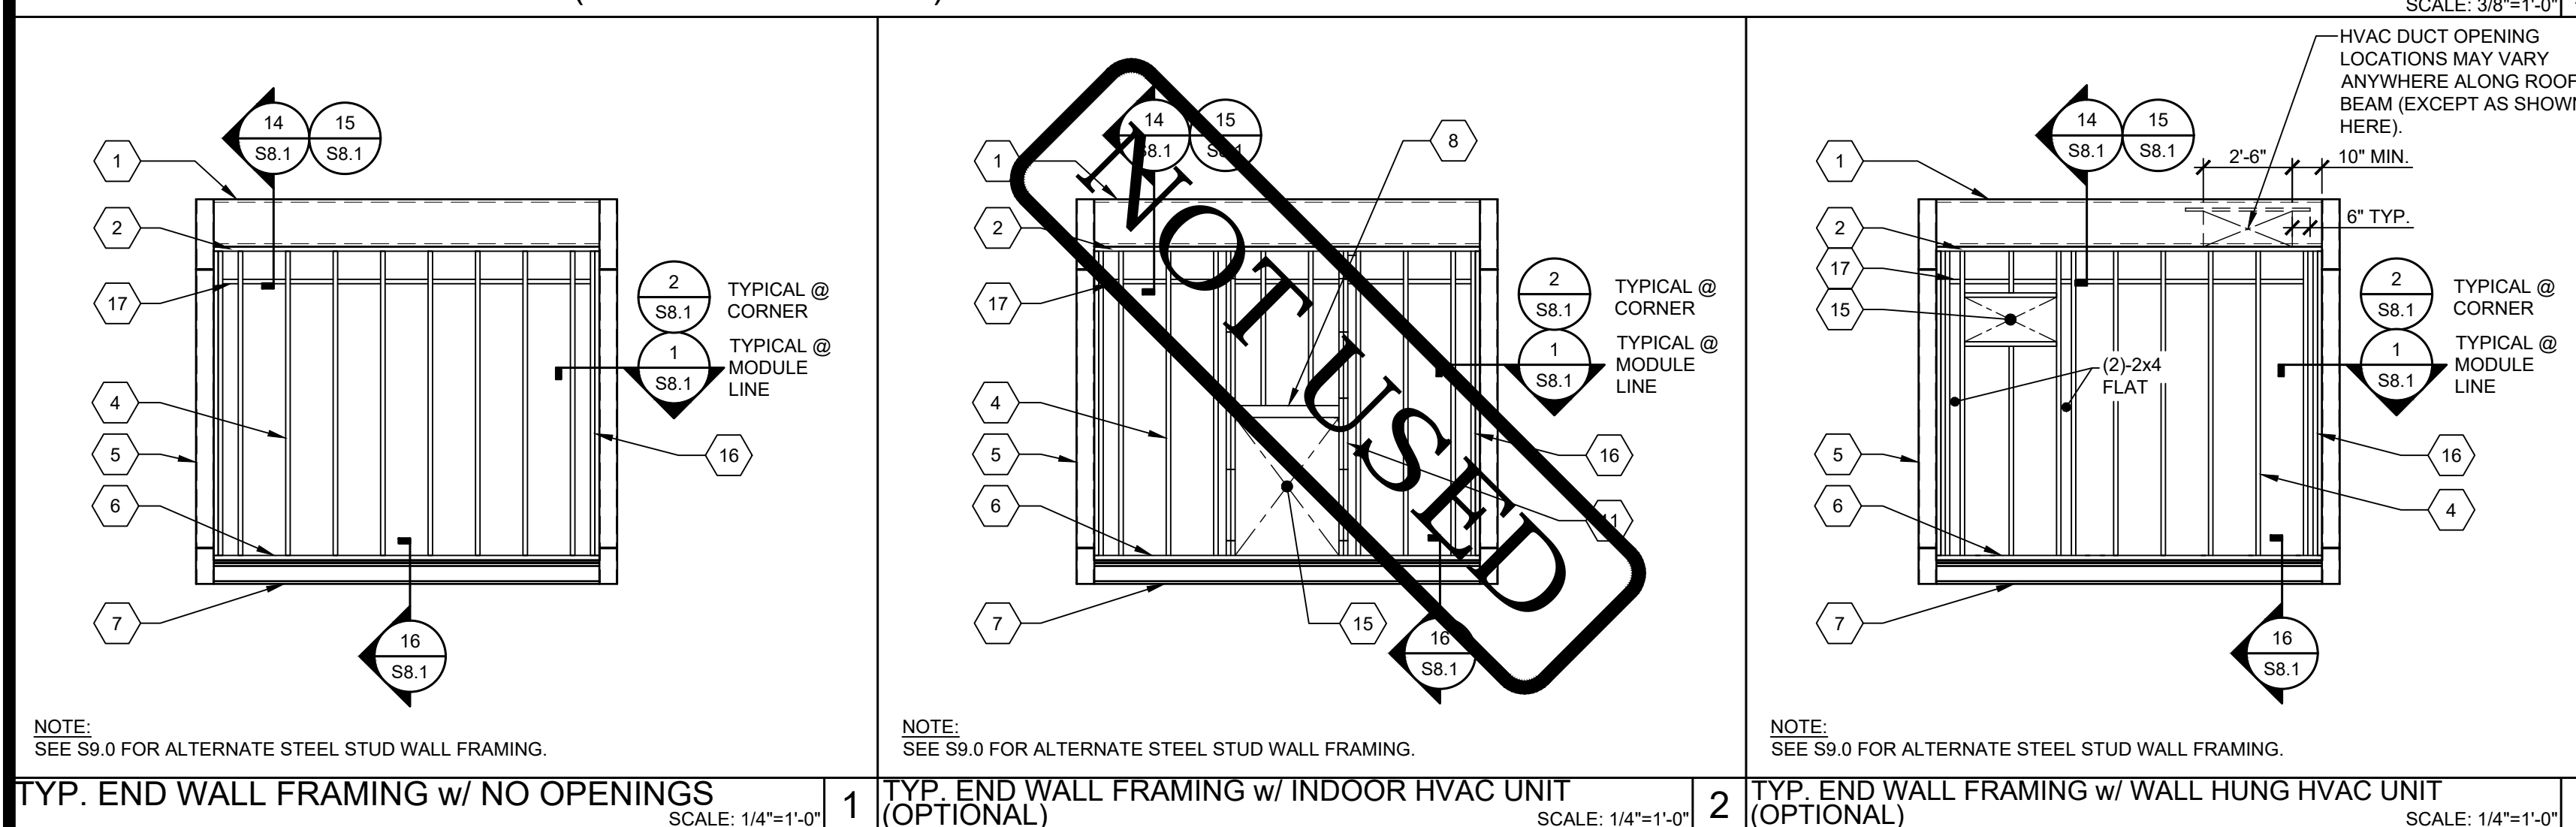 SCALE: 3/8"=1'-0"
14
S8.1
15
S8.1
1
2
17
4
5
6
7
2
S8.1
TYPICAL @
CORNER
1
S8.1
TYPICAL @
MODULE
LINE
16
16
S8.1
NOTE:
SEE S9.0 FOR ALTERNATE STEEL STUD WALL FRAMING.
TYP. END WALL FRAMING w/ NO OPENINGS
SCALE: 1/4"=1'-0"
1
NOT USED
14
S8.1
15
S8.1
8
1
2
17
4
5
6
7
2
S8.1
TYPICAL @
CORNER
1
S8.1
TYPICAL @
MODULE
LINE
16
11
15
16
S8.1
NOTE:
SEE S9.0 FOR ALTERNATE STEEL STUD WALL FRAMING.
TYP. END WALL FRAMING w/ INDOOR HVAC UNIT
(OPTIONAL)
SCALE: 1/4"=1'-0"
2
HVAC DUCT OPENING
LOCATIONS MAY VARY
ANYWHERE ALONG ROOF
BEAM (EXCEPT AS SHOWN
HERE).
14
S8.1
15
S8.1
2'-6"
10" MIN.
6" TYP.
1
2
17
15
5
6
7
(2)-2x4
FLAT
2
S8.1
TYPICAL @
CORNER
1
S8.1
TYPICAL @
MODULE
LINE
16
4
16
S8.1
NOTE:
SEE S9.0 FOR ALTERNATE STEEL STUD WALL FRAMING.
TYP. END WALL FRAMING w/ WALL HUNG HVAC UNIT
(OPTIONAL)
SCALE: 1/4"=1'-0"